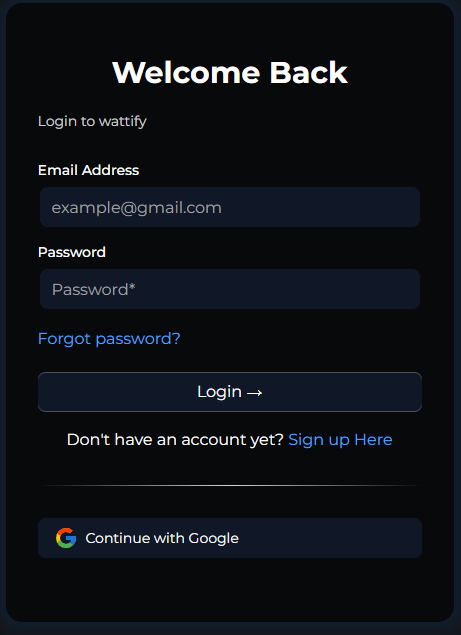 Welcome Back
Login to wattify
Email Address
example@gmail.com
Password
Password*
Forgot password?
Login →
Don't have an account yet? Sign up Here
Continue with Google